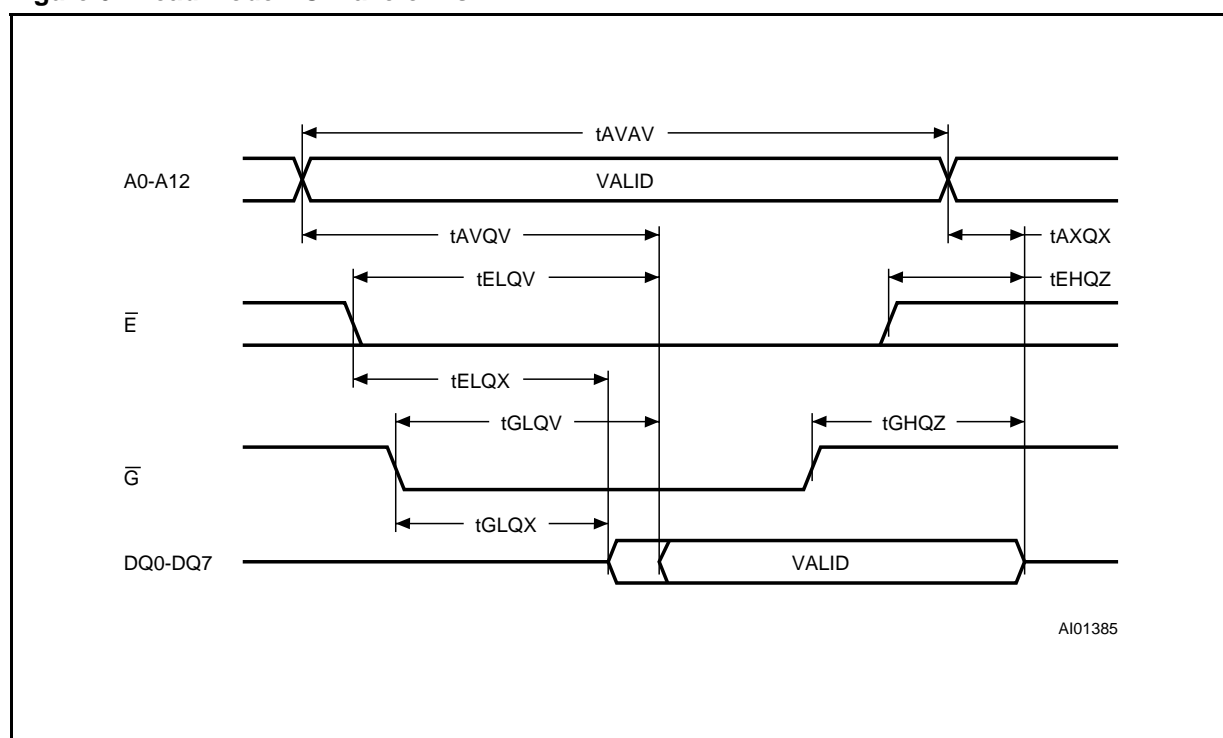 tAVAV
A0-A12
VALID
tAVQV
tAXQX
tELQV
tEHQZ
E̅
tELQX
tGLQV
tGHQZ
G̅
tGLQX
DQ0-DQ7
VALID
AI01385